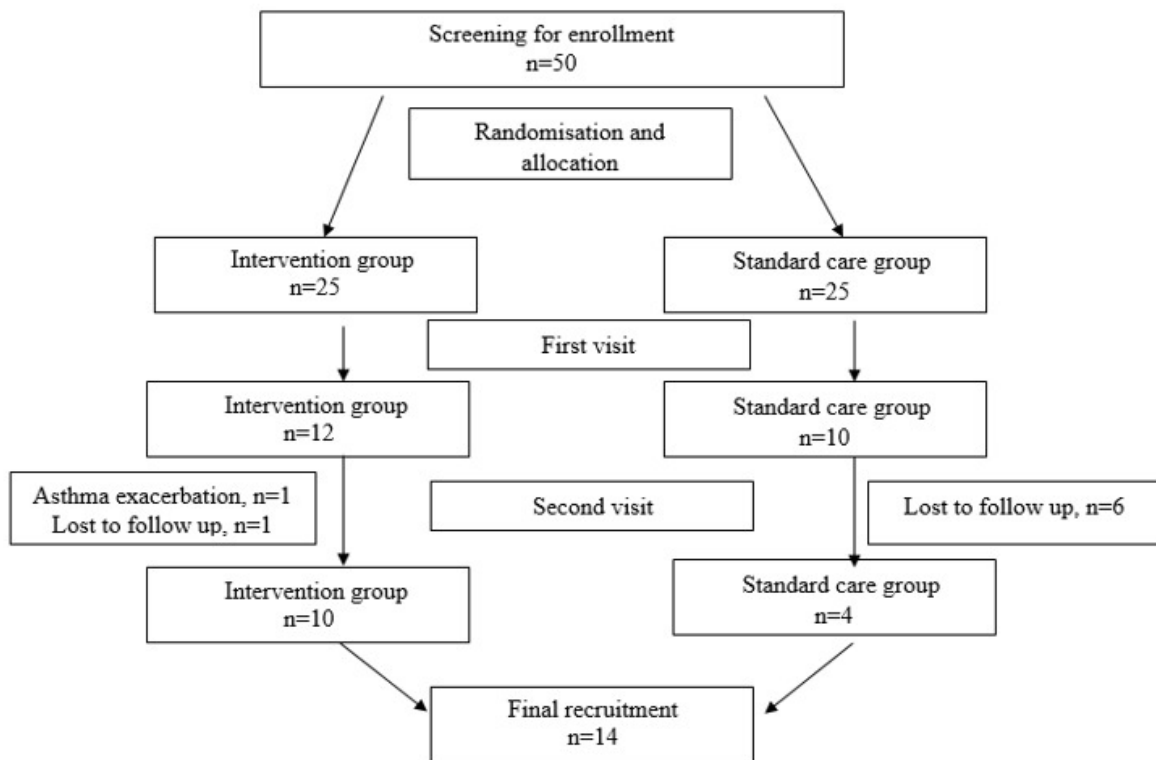 Screening for enrollment
n=50
Randomisation and
allocation
Intervention group
n=25
Standard care group
n=25
First visit
Intervention group
n=12
Standard care group
n=10
Asthma exacerbation, n=1
Lost to follow up, n=1
Second visit
Lost to follow up, n=6
Intervention group
n=10
Standard care group
n=4
Final recruitment
n=14